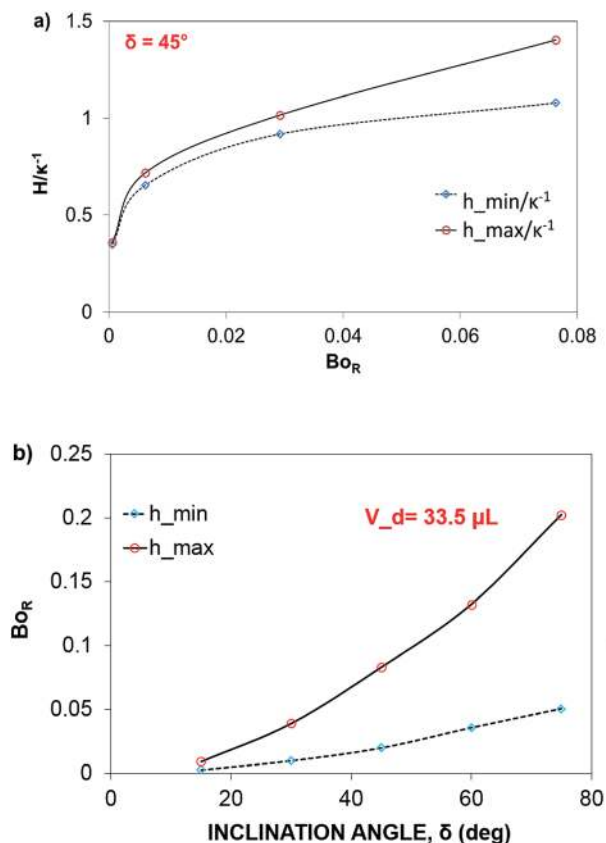 a)
δ = 45°
1.5
1
0.5
0
H/κ⁻¹
h_min/κ⁻¹
h_max/κ⁻¹
0 0.02 0.04 0.06 0.08
Bo_R
b)
0.25
0.2
0.15
0.1
0.05
0
Bo_R
h_min
h_max
V_d= 33.5 µL
0 20 40 60 80
INCLINATION ANGLE, δ (deg)